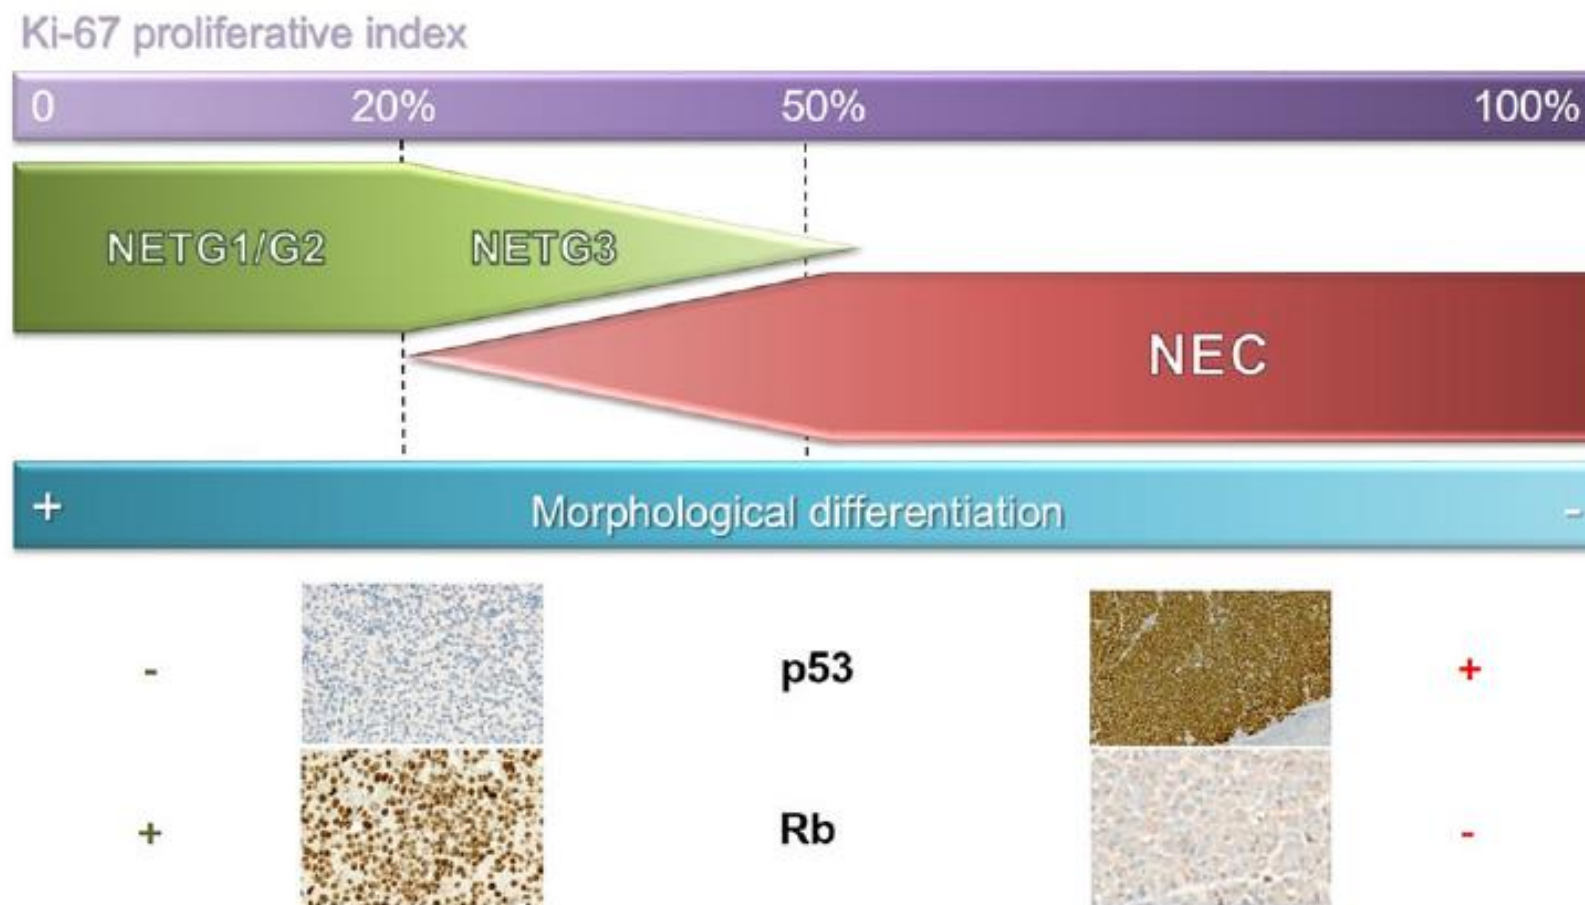 Ki-67 proliferative index
0 20% 50% 100%
NETG1/G2 NETG3
NEC
+ Morphological differentiation -
- p53 +
+ Rb -